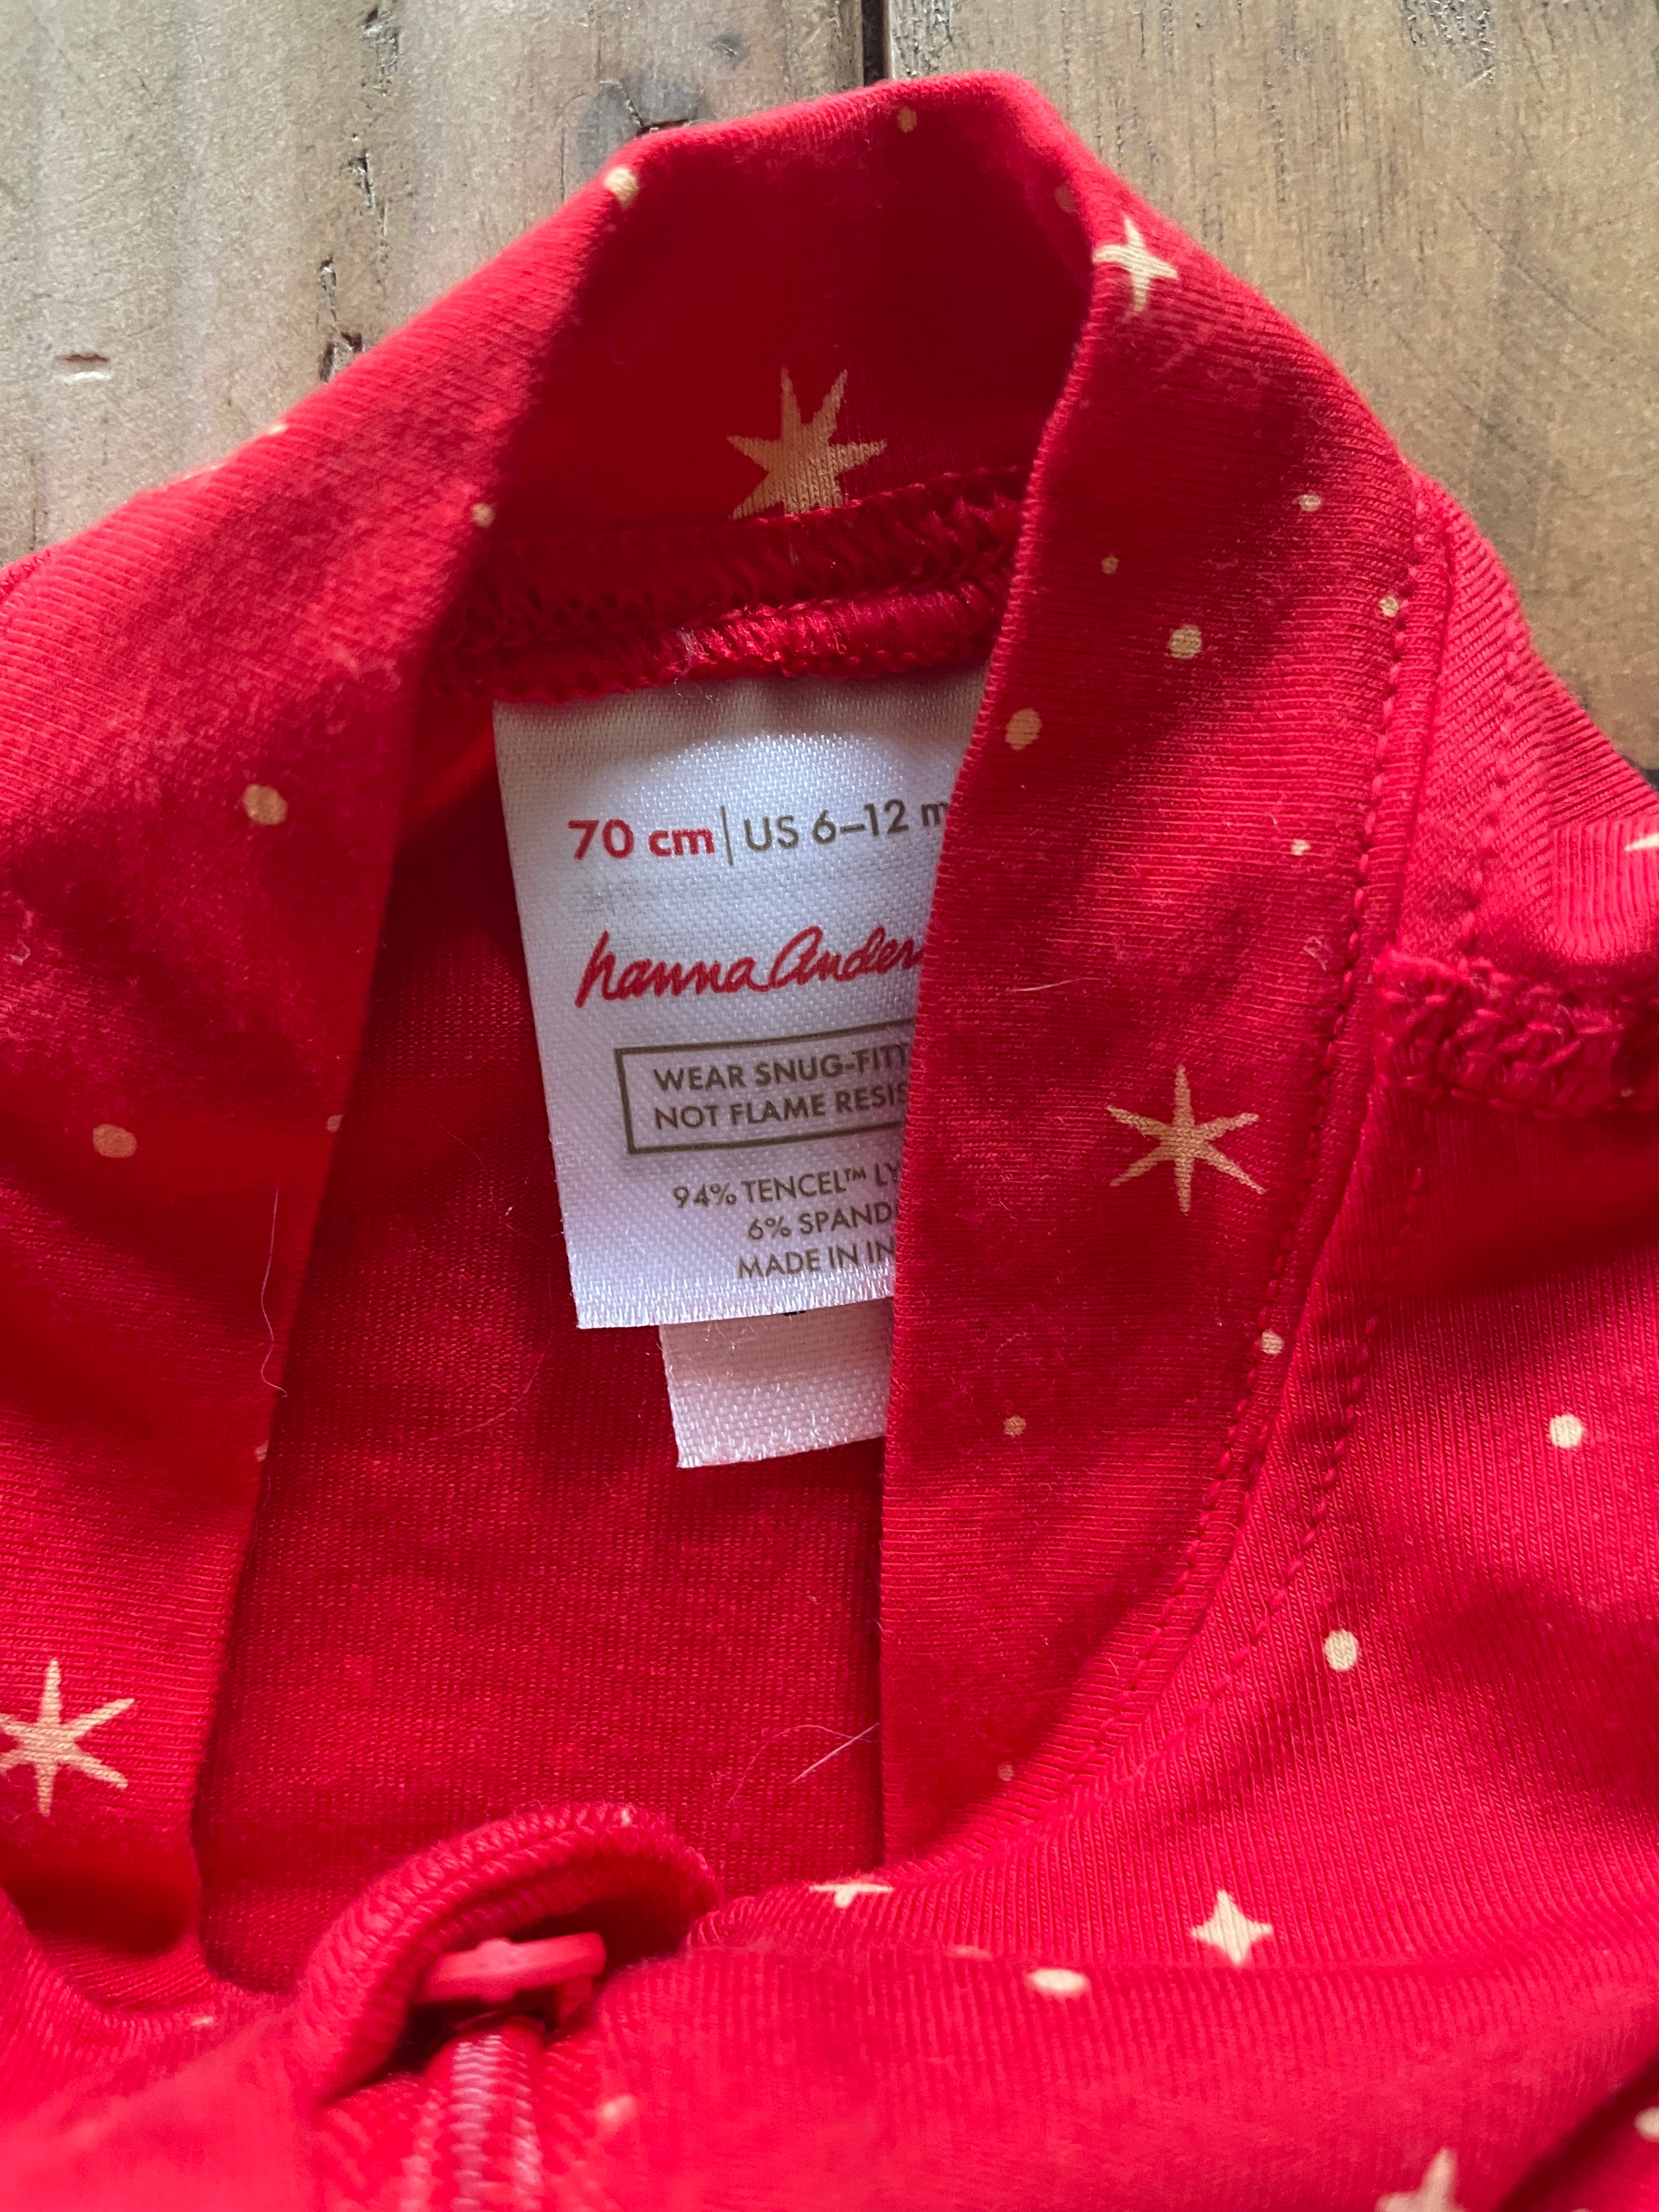 70 cm | US 6–12 m
hanna Ander
WEAR SNUG-FITT
NOT FLAME RESIS
94% TENCEL™ LY
6% SPAND
MADE IN IN